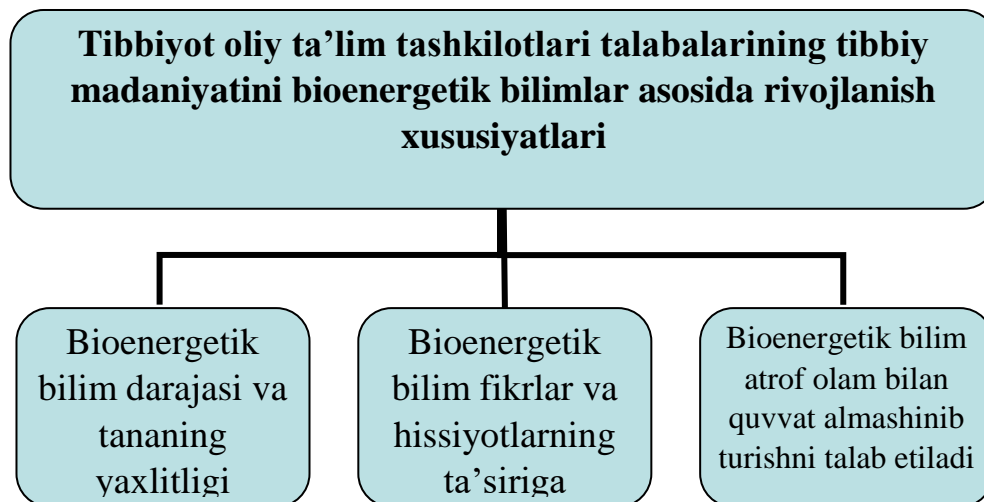 Tibbiyot oliy ta’lim tashkilotlari talabalarining tibbiy
madaniyatini bioenergetik bilimlar asosida rivojlanish
xususiyatlari
Bioenergetik
bilim darajasi va
tananing
yaxlitligi
Bioenergetik
bilim fikrlar va
hissiyotlarning
ta’siriga
Bioenergetik bilim
atrof olam bilan
quvvat almashinib
turishni talab etiladi